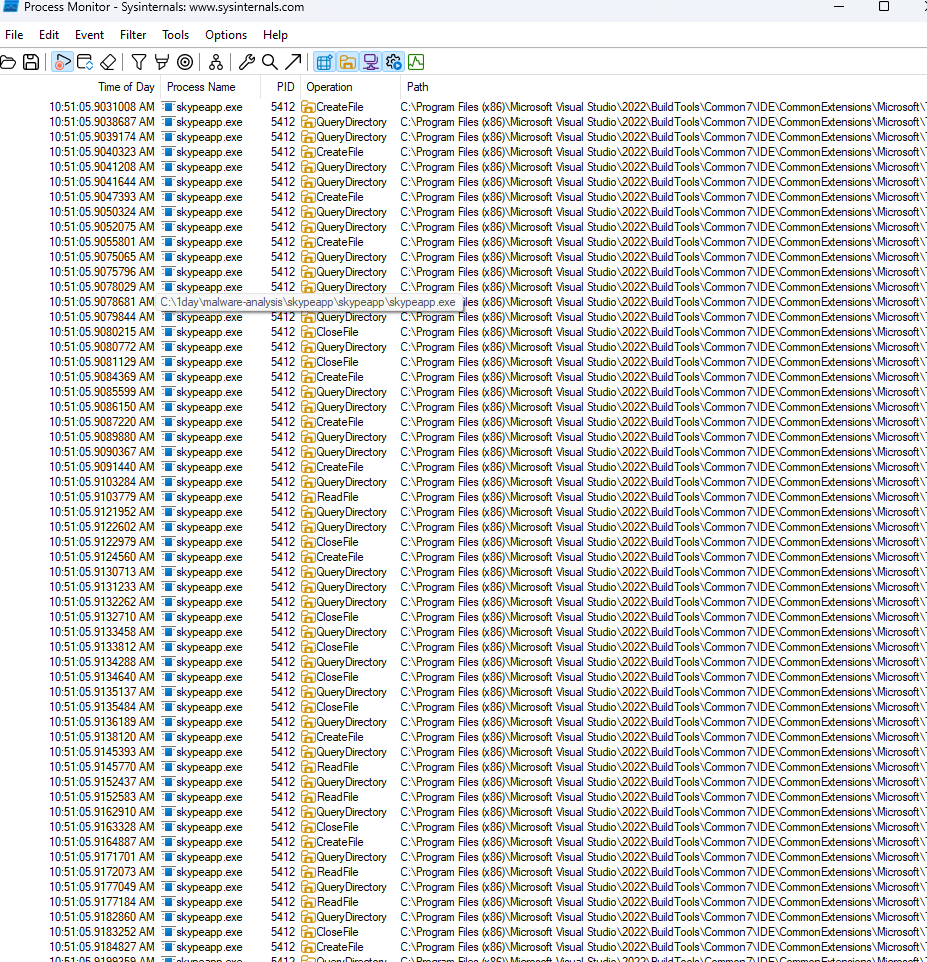 Process Monitor - Sysinternals: www.sysinternals.com
File Edit Event Filter Tools Options Help
Time of Day Process Name PID Operation Path
10:51:05.9031008 AM skypeapp.exe 5412 CreateFile C:\Program Files (x86)\Microsoft Visual Studio\2022\BuildTools\Common7\IDE\CommonExtensions\Microsoft\T
10:51:05.9038687 AM skypeapp.exe 5412 QueryDirectory C:\Program Files (x86)\Microsoft Visual Studio\2022\BuildTools\Common7\IDE\CommonExtensions\Microsoft\T
10:51:05.9039174 AM skypeapp.exe 5412 QueryDirectory C:\Program Files (x86)\Microsoft Visual Studio\2022\BuildTools\Common7\IDE\CommonExtensions\Microsoft\T
10:51:05.9040323 AM skypeapp.exe 5412 CreateFile C:\Program Files (x86)\Microsoft Visual Studio\2022\BuildTools\Common7\IDE\CommonExtensions\Microsoft\T
10:51:05.9041208 AM skypeapp.exe 5412 QueryDirectory C:\Program Files (x86)\Microsoft Visual Studio\2022\BuildTools\Common7\IDE\CommonExtensions\Microsoft\T
10:51:05.9041644 AM skypeapp.exe 5412 QueryDirectory C:\Program Files (x86)\Microsoft Visual Studio\2022\BuildTools\Common7\IDE\CommonExtensions\Microsoft\T
10:51:05.9047393 AM skypeapp.exe 5412 CreateFile C:\Program Files (x86)\Microsoft Visual Studio\2022\BuildTools\Common7\IDE\CommonExtensions\Microsoft\T
10:51:05.9050324 AM skypeapp.exe 5412 QueryDirectory C:\Program Files (x86)\Microsoft Visual Studio\2022\BuildTools\Common7\IDE\CommonExtensions\Microsoft\T
10:51:05.9052075 AM skypeapp.exe 5412 QueryDirectory C:\Program Files (x86)\Microsoft Visual Studio\2022\BuildTools\Common7\IDE\CommonExtensions\Microsoft\T
10:51:05.9055801 AM skypeapp.exe 5412 CreateFile C:\Program Files (x86)\Microsoft Visual Studio\2022\BuildTools\Common7\IDE\CommonExtensions\Microsoft\T
10:51:05.9075065 AM skypeapp.exe 5412 QueryDirectory C:\Program Files (x86)\Microsoft Visual Studio\2022\BuildTools\Common7\IDE\CommonExtensions\Microsoft\T
10:51:05.9075796 AM skypeapp.exe 5412 QueryDirectory C:\Program Files (x86)\Microsoft Visual Studio\2022\BuildTools\Common7\IDE\CommonExtensions\Microsoft\T
10:51:05.9078029 AM skypeapp.exe 5412 QueryDirectory C:\Program Files (x86)\Microsoft Visual Studio\2022\BuildTools\Common7\IDE\CommonExtensions\Microsoft\T
10:51:05.9078681 AM C:\1day\malware-analysis\skypeapp\skypeapp\skypeapp.exe les (x86)\Microsoft Visual Studio\2022\BuildTools\Common7\IDE\CommonExtensions\Microsoft\T
10:51:05.9079844 AM skypeapp.exe 5412 QueryDirectory C:\Program Files (x86)\Microsoft Visual Studio\2022\BuildTools\Common7\IDE\CommonExtensions\Microsoft\T
10:51:05.9080215 AM skypeapp.exe 5412 CloseFile C:\Program Files (x86)\Microsoft Visual Studio\2022\BuildTools\Common7\IDE\CommonExtensions\Microsoft\T
10:51:05.9080772 AM skypeapp.exe 5412 QueryDirectory C:\Program Files (x86)\Microsoft Visual Studio\2022\BuildTools\Common7\IDE\CommonExtensions\Microsoft\T
10:51:05.9081129 AM skypeapp.exe 5412 CloseFile C:\Program Files (x86)\Microsoft Visual Studio\2022\BuildTools\Common7\IDE\CommonExtensions\Microsoft\T
10:51:05.9084369 AM skypeapp.exe 5412 CreateFile C:\Program Files (x86)\Microsoft Visual Studio\2022\BuildTools\Common7\IDE\CommonExtensions\Microsoft\T
10:51:05.9085599 AM skypeapp.exe 5412 QueryDirectory C:\Program Files (x86)\Microsoft Visual Studio\2022\BuildTools\Common7\IDE\CommonExtensions\Microsoft\T
10:51:05.9086150 AM skypeapp.exe 5412 QueryDirectory C:\Program Files (x86)\Microsoft Visual Studio\2022\BuildTools\Common7\IDE\CommonExtensions\Microsoft\T
10:51:05.9087220 AM skypeapp.exe 5412 CreateFile C:\Program Files (x86)\Microsoft Visual Studio\2022\BuildTools\Common7\IDE\CommonExtensions\Microsoft\T
10:51:05.9089880 AM skypeapp.exe 5412 QueryDirectory C:\Program Files (x86)\Microsoft Visual Studio\2022\BuildTools\Common7\IDE\CommonExtensions\Microsoft\T
10:51:05.9090367 AM skypeapp.exe 5412 QueryDirectory C:\Program Files (x86)\Microsoft Visual Studio\2022\BuildTools\Common7\IDE\CommonExtensions\Microsoft\T
10:51:05.9091440 AM skypeapp.exe 5412 CreateFile C:\Program Files (x86)\Microsoft Visual Studio\2022\BuildTools\Common7\IDE\CommonExtensions\Microsoft\T
10:51:05.9103284 AM skypeapp.exe 5412 QueryDirectory C:\Program Files (x86)\Microsoft Visual Studio\2022\BuildTools\Common7\IDE\CommonExtensions\Microsoft\T
10:51:05.9103779 AM skypeapp.exe 5412 ReadFile C:\Program Files (x86)\Microsoft Visual Studio\2022\BuildTools\Common7\IDE\CommonExtensions\Microsoft\T
10:51:05.9121952 AM skypeapp.exe 5412 QueryDirectory C:\Program Files (x86)\Microsoft Visual Studio\2022\BuildTools\Common7\IDE\CommonExtensions\Microsoft\T
10:51:05.9122602 AM skypeapp.exe 5412 QueryDirectory C:\Program Files (x86)\Microsoft Visual Studio\2022\BuildTools\Common7\IDE\CommonExtensions\Microsoft\T
10:51:05.9122979 AM skypeapp.exe 5412 CloseFile C:\Program Files (x86)\Microsoft Visual Studio\2022\BuildTools\Common7\IDE\CommonExtensions\Microsoft\T
10:51:05.9124560 AM skypeapp.exe 5412 CreateFile C:\Program Files (x86)\Microsoft Visual Studio\2022\BuildTools\Common7\IDE\CommonExtensions\Microsoft\T
10:51:05.9130713 AM skypeapp.exe 5412 QueryDirectory C:\Program Files (x86)\Microsoft Visual Studio\2022\BuildTools\Common7\IDE\CommonExtensions\Microsoft\T
10:51:05.9131233 AM skypeapp.exe 5412 QueryDirectory C:\Program Files (x86)\Microsoft Visual Studio\2022\BuildTools\Common7\IDE\CommonExtensions\Microsoft\T
10:51:05.9132262 AM skypeapp.exe 5412 QueryDirectory C:\Program Files (x86)\Microsoft Visual Studio\2022\BuildTools\Common7\IDE\CommonExtensions\Microsoft\T
10:51:05.9132710 AM skypeapp.exe 5412 CloseFile C:\Program Files (x86)\Microsoft Visual Studio\2022\BuildTools\Common7\IDE\CommonExtensions\Microsoft\T
10:51:05.9133458 AM skypeapp.exe 5412 QueryDirectory C:\Program Files (x86)\Microsoft Visual Studio\2022\BuildTools\Common7\IDE\CommonExtensions\Microsoft\T
10:51:05.9133812 AM skypeapp.exe 5412 CloseFile C:\Program Files (x86)\Microsoft Visual Studio\2022\BuildTools\Common7\IDE\CommonExtensions\Microsoft\T
10:51:05.9134288 AM skypeapp.exe 5412 QueryDirectory C:\Program Files (x86)\Microsoft Visual Studio\2022\BuildTools\Common7\IDE\CommonExtensions\Microsoft\T
10:51:05.9134640 AM skypeapp.exe 5412 CloseFile C:\Program Files (x86)\Microsoft Visual Studio\2022\BuildTools\Common7\IDE\CommonExtensions\Microsoft\T
10:51:05.9135137 AM skypeapp.exe 5412 QueryDirectory C:\Program Files (x86)\Microsoft Visual Studio\2022\BuildTools\Common7\IDE\CommonExtensions\Microsoft\T
10:51:05.9135484 AM skypeapp.exe 5412 CloseFile C:\Program Files (x86)\Microsoft Visual Studio\2022\BuildTools\Common7\IDE\CommonExtensions\Microsoft\T
10:51:05.9136189 AM skypeapp.exe 5412 QueryDirectory C:\Program Files (x86)\Microsoft Visual Studio\2022\BuildTools\Common7\IDE\CommonExtensions\Microsoft\T
10:51:05.9138120 AM skypeapp.exe 5412 CreateFile C:\Program Files (x86)\Microsoft Visual Studio\2022\BuildTools\Common7\IDE\CommonExtensions\Microsoft\T
10:51:05.9145393 AM skypeapp.exe 5412 QueryDirectory C:\Program Files (x86)\Microsoft Visual Studio\2022\BuildTools\Common7\IDE\CommonExtensions\Microsoft\T
10:51:05.9145770 AM skypeapp.exe 5412 ReadFile C:\Program Files (x86)\Microsoft Visual Studio\2022\BuildTools\Common7\IDE\CommonExtensions\Microsoft\T
10:51:05.9152437 AM skypeapp.exe 5412 QueryDirectory C:\Program Files (x86)\Microsoft Visual Studio\2022\BuildTools\Common7\IDE\CommonExtensions\Microsoft\T
10:51:05.9152583 AM skypeapp.exe 5412 ReadFile C:\Program Files (x86)\Microsoft Visual Studio\2022\BuildTools\Common7\IDE\CommonExtensions\Microsoft\T
10:51:05.9162910 AM skypeapp.exe 5412 QueryDirectory C:\Program Files (x86)\Microsoft Visual Studio\2022\BuildTools\Common7\IDE\CommonExtensions\Microsoft\T
10:51:05.9163328 AM skypeapp.exe 5412 CloseFile C:\Program Files (x86)\Microsoft Visual Studio\2022\BuildTools\Common7\IDE\CommonExtensions\Microsoft\T
10:51:05.9164887 AM skypeapp.exe 5412 CreateFile C:\Program Files (x86)\Microsoft Visual Studio\2022\BuildTools\Common7\IDE\CommonExtensions\Microsoft\T
10:51:05.9171701 AM skypeapp.exe 5412 QueryDirectory C:\Program Files (x86)\Microsoft Visual Studio\2022\BuildTools\Common7\IDE\CommonExtensions\Microsoft\T
10:51:05.9172073 AM skypeapp.exe 5412 ReadFile C:\Program Files (x86)\Microsoft Visual Studio\2022\BuildTools\Common7\IDE\CommonExtensions\Microsoft\T
10:51:05.9177049 AM skypeapp.exe 5412 QueryDirectory C:\Program Files (x86)\Microsoft Visual Studio\2022\BuildTools\Common7\IDE\CommonExtensions\Microsoft\T
10:51:05.9177184 AM skypeapp.exe 5412 ReadFile C:\Program Files (x86)\Microsoft Visual Studio\2022\BuildTools\Common7\IDE\CommonExtensions\Microsoft\T
10:51:05.9182860 AM skypeapp.exe 5412 QueryDirectory C:\Program Files (x86)\Microsoft Visual Studio\2022\BuildTools\Common7\IDE\CommonExtensions\Microsoft\T
10:51:05.9183252 AM skypeapp.exe 5412 CloseFile C:\Program Files (x86)\Microsoft Visual Studio\2022\BuildTools\Common7\IDE\CommonExtensions\Microsoft\T
10:51:05.9184827 AM skypeapp.exe 5412 CreateFile C:\Program Files (x86)\Microsoft Visual Studio\2022\BuildTools\Common7\IDE\CommonExtensions\Microsoft\T